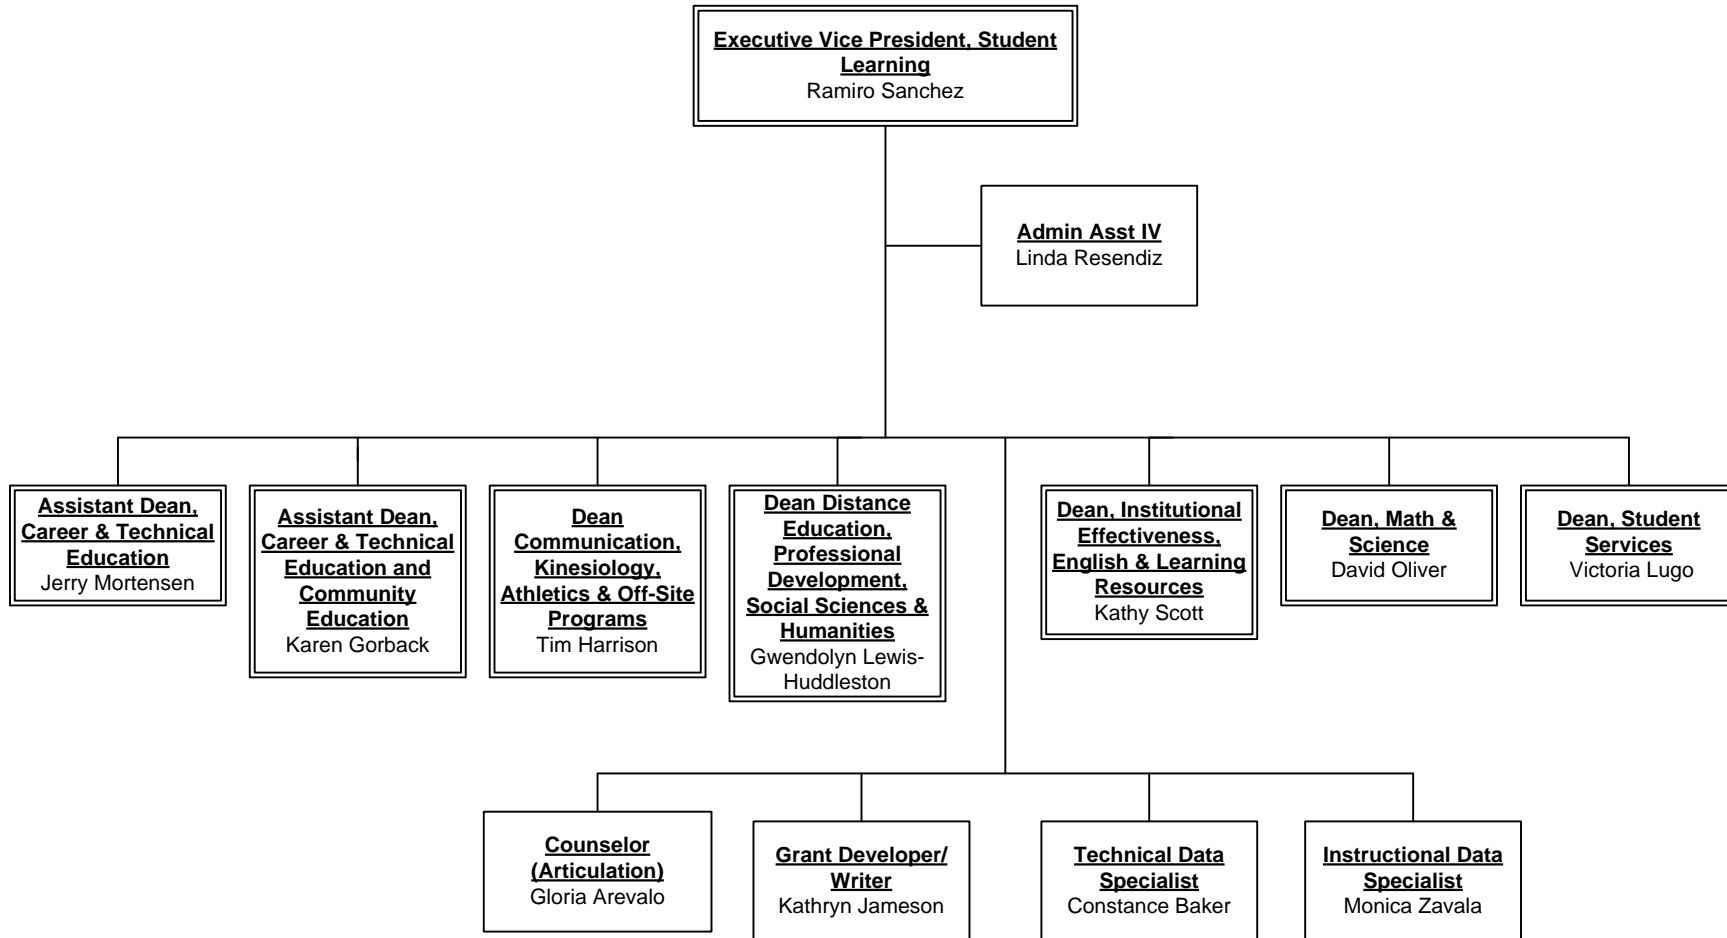 Executive Vice President, Student
Learning
Ramiro Sanchez
Admin Asst IV
Linda Resendiz
Assistant Dean,
Career & Technical
Education
Jerry Mortensen
Assistant Dean,
Career & Technical
Education and
Community
Education
Karen Gorback
Dean
Communication,
Kinesiology,
Athletics & Off-Site
Programs
Tim Harrison
Dean Distance
Education,
Professional
Development,
Social Sciences &
Humanities
Gwendolyn Lewis-
Huddleston
Dean, Institutional
Effectiveness,
English & Learning
Resources
Kathy Scott
Dean, Math &
Science
David Oliver
Dean, Student
Services
Victoria Lugo
Counselor
(Articulation)
Gloria Arevalo
Grant Developer/
Writer
Kathryn Jameson
Technical Data
Specialist
Constance Baker
Instructional Data
Specialist
Monica Zavala